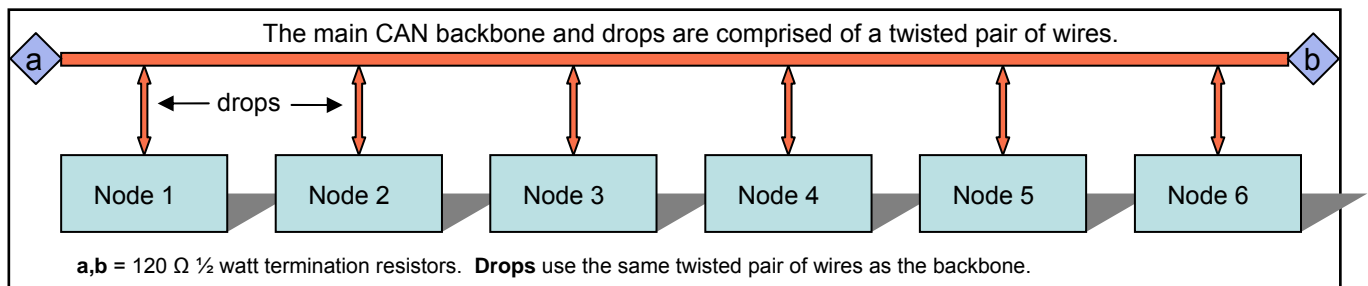 The main CAN backbone and drops are comprised of a twisted pair of wires.
a
b
drops
Node 1
Node 2
Node 3
Node 4
Node 5
Node 6
a,b = 120 Ω ½ watt termination resistors. Drops use the same twisted pair of wires as the backbone.